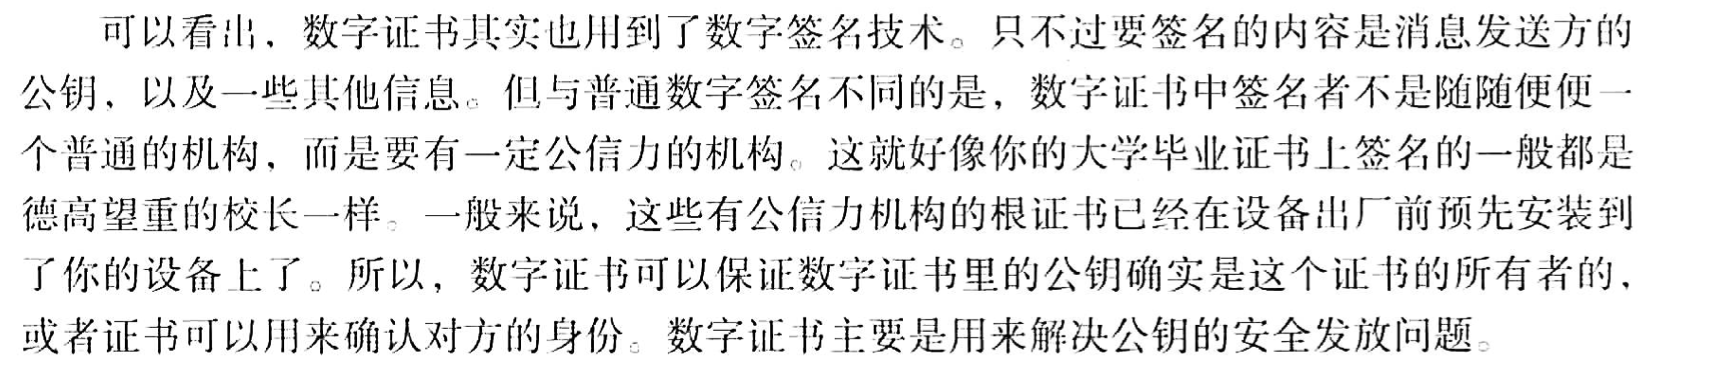 可以看出，数字证书其实也用到了数字签名技术。只不过要签名的内容是消息发送方的
公钥，以及一些其他信息。但与普通数字签名不同的是，数字证书中签名者不是随随便便一
个普通的机构，而是要有一定公信力的机构。这就好像你的大学毕业证书上签名的一般都是
德高望重的校长一样。一般来说，这些有公信力机构的根证书已经在设备出厂前预先安装到
了你的设备上了。所以，数字证书可以保证数字证书里的公钥确实是这个证书的所有者的，
或者证书可以用来确认对方的身份。数字证书主要是用来解决公钥的安全发放问题。